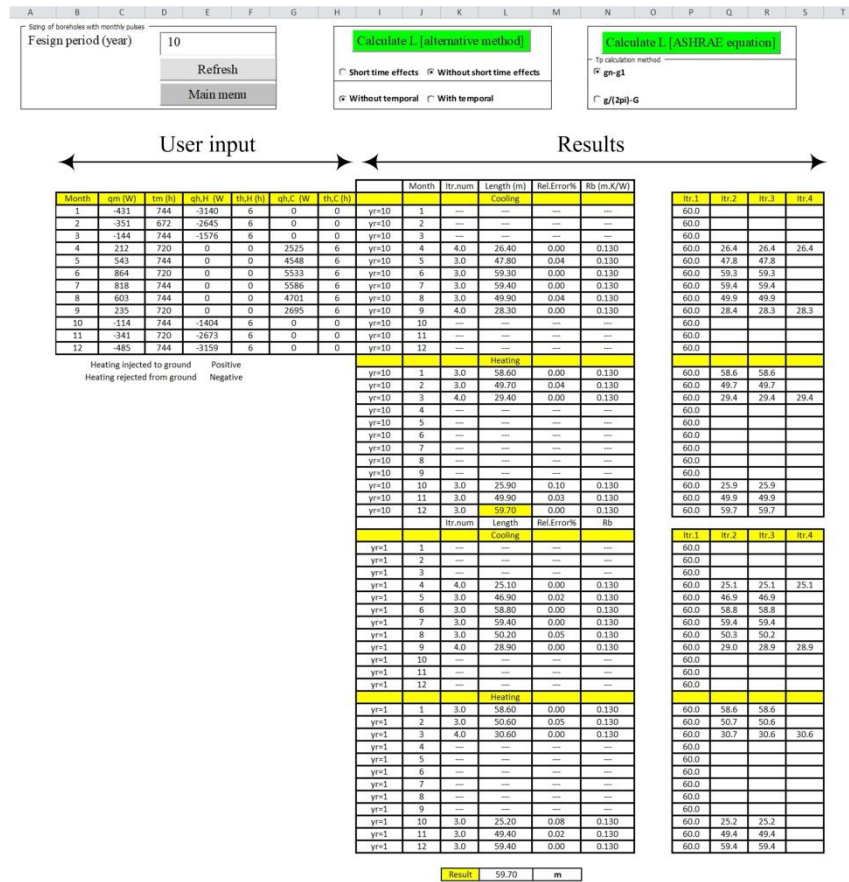 A B C D E F G H I J K L M N O P Q R S T
Sizing of boreholes with monthly pulses
Fesign period (year) 10
Refresh
Main menu
Calculate L [alternative method]
Short time effects Without short time effects
Without temporal With temporal
Calculate L [ASHRAE equation]
Tp calculation method
gn-g1
g/(2pi)-G
User input Results
Month Itr.num Length (m) Rel.Error% Rb (m.K/W)
Month qm (W) tm (h) qh,H (W th,H (h) qh,C (W th,C (h) Cooling Itr.1 Itr.2 Itr.3 Itr.4
1 -431 744 -3140 6 0 0 yr=10 1 --- --- --- --- 60.0
2 -351 672 -2645 6 0 0 yr=10 2 --- --- --- --- 60.0
3 -144 744 -1576 6 0 0 yr=10 3 --- --- --- --- 60.0
4 212 720 0 0 2525 6 yr=10 4 4.0 26.40 0.00 0.130 60.0 26.4 26.4 26.4
5 543 744 0 0 4548 6 yr=10 5 3.0 47.80 0.04 0.130 60.0 47.8 47.8
6 864 720 0 0 5533 6 yr=10 6 3.0 59.30 0.00 0.130 60.0 59.3 59.3
7 818 744 0 0 5586 6 yr=10 7 3.0 59.40 0.00 0.130 60.0 59.4 59.4
8 603 744 0 0 4701 6 yr=10 8 3.0 49.90 0.04 0.130 60.0 49.9 49.9
9 235 720 0 0 2695 6 yr=10 9 4.0 28.30 0.00 0.130 60.0 28.4 28.3 28.3
10 -114 744 -1404 6 0 0 yr=10 10 --- --- --- --- 60.0
11 -341 720 -2673 6 0 0 yr=10 11 --- --- --- --- 60.0
12 -485 744 -3159 6 0 0 yr=10 12 --- --- --- --- 60.0
Heating injected to ground Positive
Heating rejected from ground Negative
Heating
yr=10 1 3.0 58.60 0.00 0.130 60.0 58.6 58.6
yr=10 2 3.0 49.70 0.04 0.130 60.0 49.7 49.7
yr=10 3 4.0 29.40 0.00 0.130 60.0 29.4 29.4 29.4
yr=10 4 --- --- --- --- 60.0
yr=10 5 --- --- --- --- 60.0
yr=10 6 --- --- --- --- 60.0
yr=10 7 --- --- --- --- 60.0
yr=10 8 --- --- --- --- 60.0
yr=10 9 --- --- --- --- 60.0
yr=10 10 3.0 25.90 0.10 0.130 60.0 25.9 25.9
yr=10 11 3.0 49.90 0.03 0.130 60.0 49.9 49.9
yr=10 12 3.0 59.70 0.00 0.130 60.0 59.7 59.7
Itr.num Length Rel.Error% Rb
Cooling Itr.1 Itr.2 Itr.3 Itr.4
yr=1 1 --- --- --- --- 60.0
yr=1 2 --- --- --- --- 60.0
yr=1 3 --- --- --- --- 60.0
yr=1 4 4.0 25.10 0.00 0.130 60.0 25.1 25.1 25.1
yr=1 5 3.0 46.90 0.02 0.130 60.0 46.9 46.9
yr=1 6 3.0 58.80 0.00 0.130 60.0 58.8 58.8
yr=1 7 3.0 59.40 0.00 0.130 60.0 59.4 59.4
yr=1 8 3.0 50.20 0.05 0.130 60.0 50.3 50.2
yr=1 9 4.0 28.90 0.00 0.130 60.0 29.0 28.9 28.9
yr=1 10 --- --- --- --- 60.0
yr=1 11 --- --- --- --- 60.0
yr=1 12 --- --- --- --- 60.0
Heating
yr=1 1 3.0 58.60 0.00 0.130 60.0 58.6 58.6
yr=1 2 3.0 50.60 0.05 0.130 60.0 50.7 50.6
yr=1 3 4.0 30.60 0.00 0.130 60.0 30.7 30.6 30.6
yr=1 4 --- --- --- --- 60.0
yr=1 5 --- --- --- --- 60.0
yr=1 6 --- --- --- --- 60.0
yr=1 7 --- --- --- --- 60.0
yr=1 8 --- --- --- --- 60.0
yr=1 9 --- --- --- --- 60.0
yr=1 10 3.0 25.20 0.08 0.130 60.0 25.2 25.2
yr=1 11 3.0 49.40 0.02 0.130 60.0 49.4 49.4
yr=1 12 3.0 59.40 0.00 0.130 60.0 59.4 59.4
Result 59.70 m